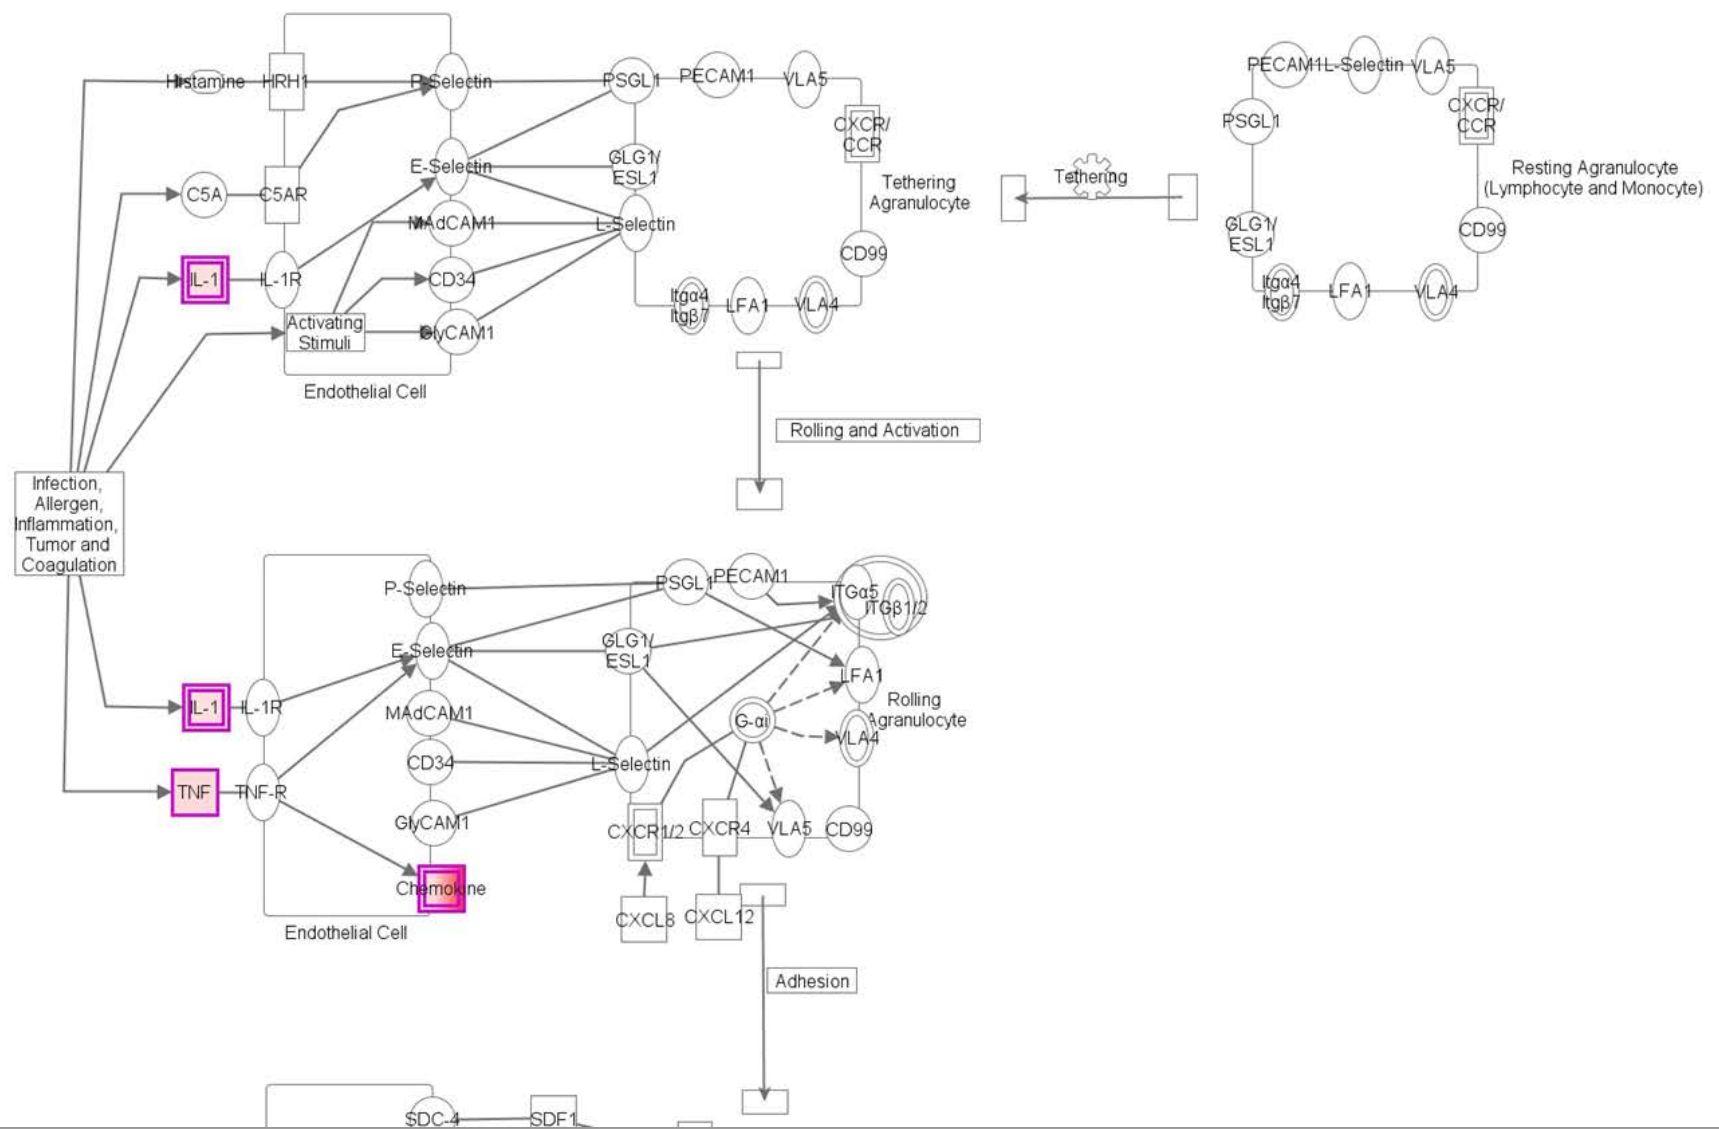 Histamine
HRH1
P-Selectin
PSGL1
PECAM1
VLA5
CXCR/
CCR
C5A
C5AR
E-Selectin
GLG1/
ESL1
MAdCAM1
L-Selectin
Tethering
Agranulocyte
IL-1
IL-1R
CD34
CD99
Activating
Stimuli
GlyCAM1
Itgα4
Itgβ7
LFA1
VLA4
Endothelial Cell
Tethering
PECAM1
L-Selectin
VLA5
PSGL1
CXCR/
CCR
Resting Agranulocyte
(Lymphocyte and Monocyte)
GLG1/
ESL1
CD99
Itgα4
Itgβ7
LFA1
VLA4
Rolling and Activation
Infection,
Allergen,
Inflammation,
Tumor and
Coagulation
P-Selectin
PSGL1
PECAM1
ITGα5
ITGβ1/2
E-Selectin
GLG1/
ESL1
LFA1
IL-1
IL-1R
MAdCAM1
G-αi
Rolling
Agranulocyte
VLA4
CD34
L-Selectin
TNF
TNF-R
GlyCAM1
CXCR1/2
CXCR4
VLA5
CD99
Chemokine
CXCL8
CXCL12
Endothelial Cell
Adhesion
SDC-4
SDF1